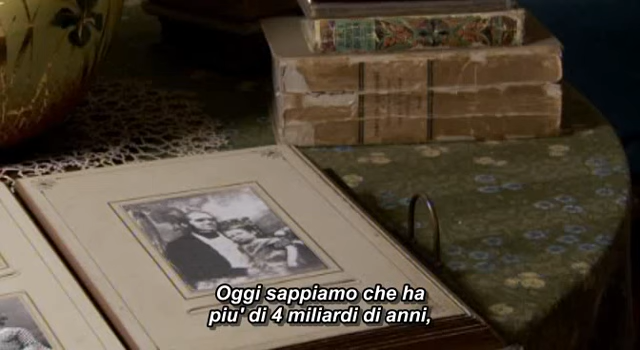 Oggi sappiamo che ha
piu' di 4 miliardi di anni,